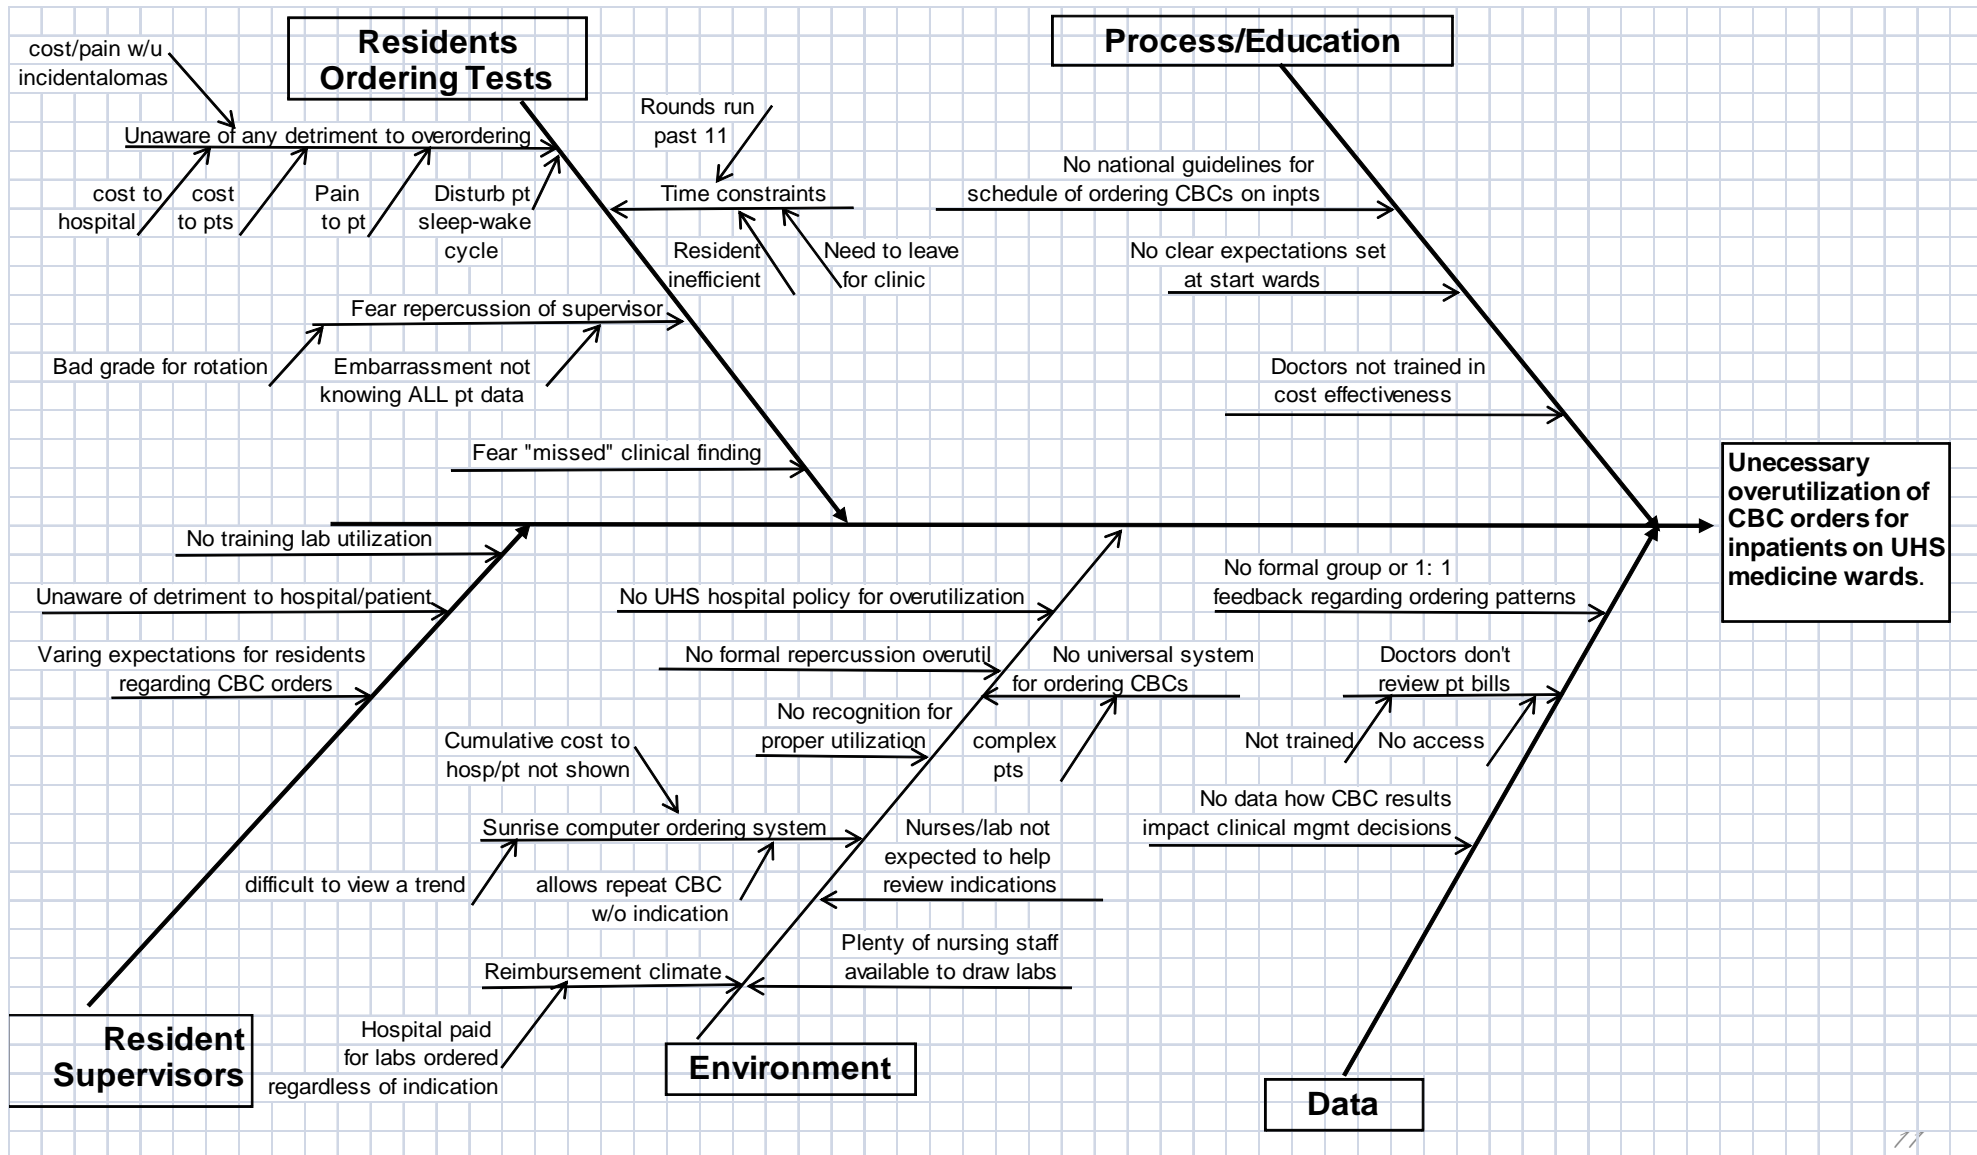 Residents
Ordering Tests
Process/Education
cost/pain w/u
incidentalomas
Unaware of any detriment to overordering
cost to
hospital
cost
to pts
Pain
to pt
Disturb pt
sleep-wake
cycle
Rounds run
past 11
Time constraints
Resident
inefficient
Need to leave
for clinic
Fear repercussion of supervisor
Bad grade for rotation
Embarrassment not
knowing ALL pt data
Fear "missed" clinical finding
No national guidelines for
schedule of ordering CBCs on inpts
No clear expectations set
at start wards
Doctors not trained in
cost effectiveness
Unecessary
overutilization of
CBC orders for
inpatients on UHS
medicine wards.
No training lab utilization
Unaware of detriment to hospital/patient
Varing expectations for residents
regarding CBC orders
No UHS hospital policy for overutilization
No formal repercussion overutil
No universal system
for ordering CBCs
complex
pts
No recognition for
proper utilization
Cumulative cost to
hosp/pt not shown
Sunrise computer ordering system
difficult to view a trend
allows repeat CBC
w/o indication
Nurses/lab not
expected to help
review indications
Plenty of nursing staff
available to draw labs
Reimbursement climate
Hospital paid
for labs ordered
regardless of indication
No formal group or 1: 1
feedback regarding ordering patterns
Doctors don't
review pt bills
Not trained
No access
No data how CBC results
impact clinical mgmt decisions
Resident
Supervisors
Environment
Data
11